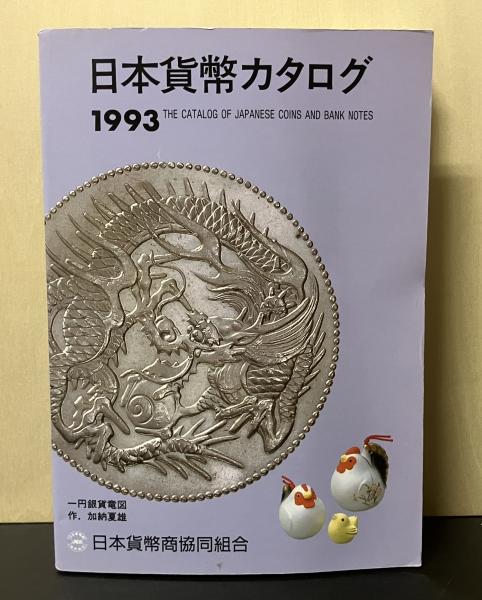 日本貨幣カタログ
1993 THE CATALOG OF JAPANESE COINS AND BANK NOTES
一円銀貨竜図
作．加納夏雄
日本貨幣商協同組合